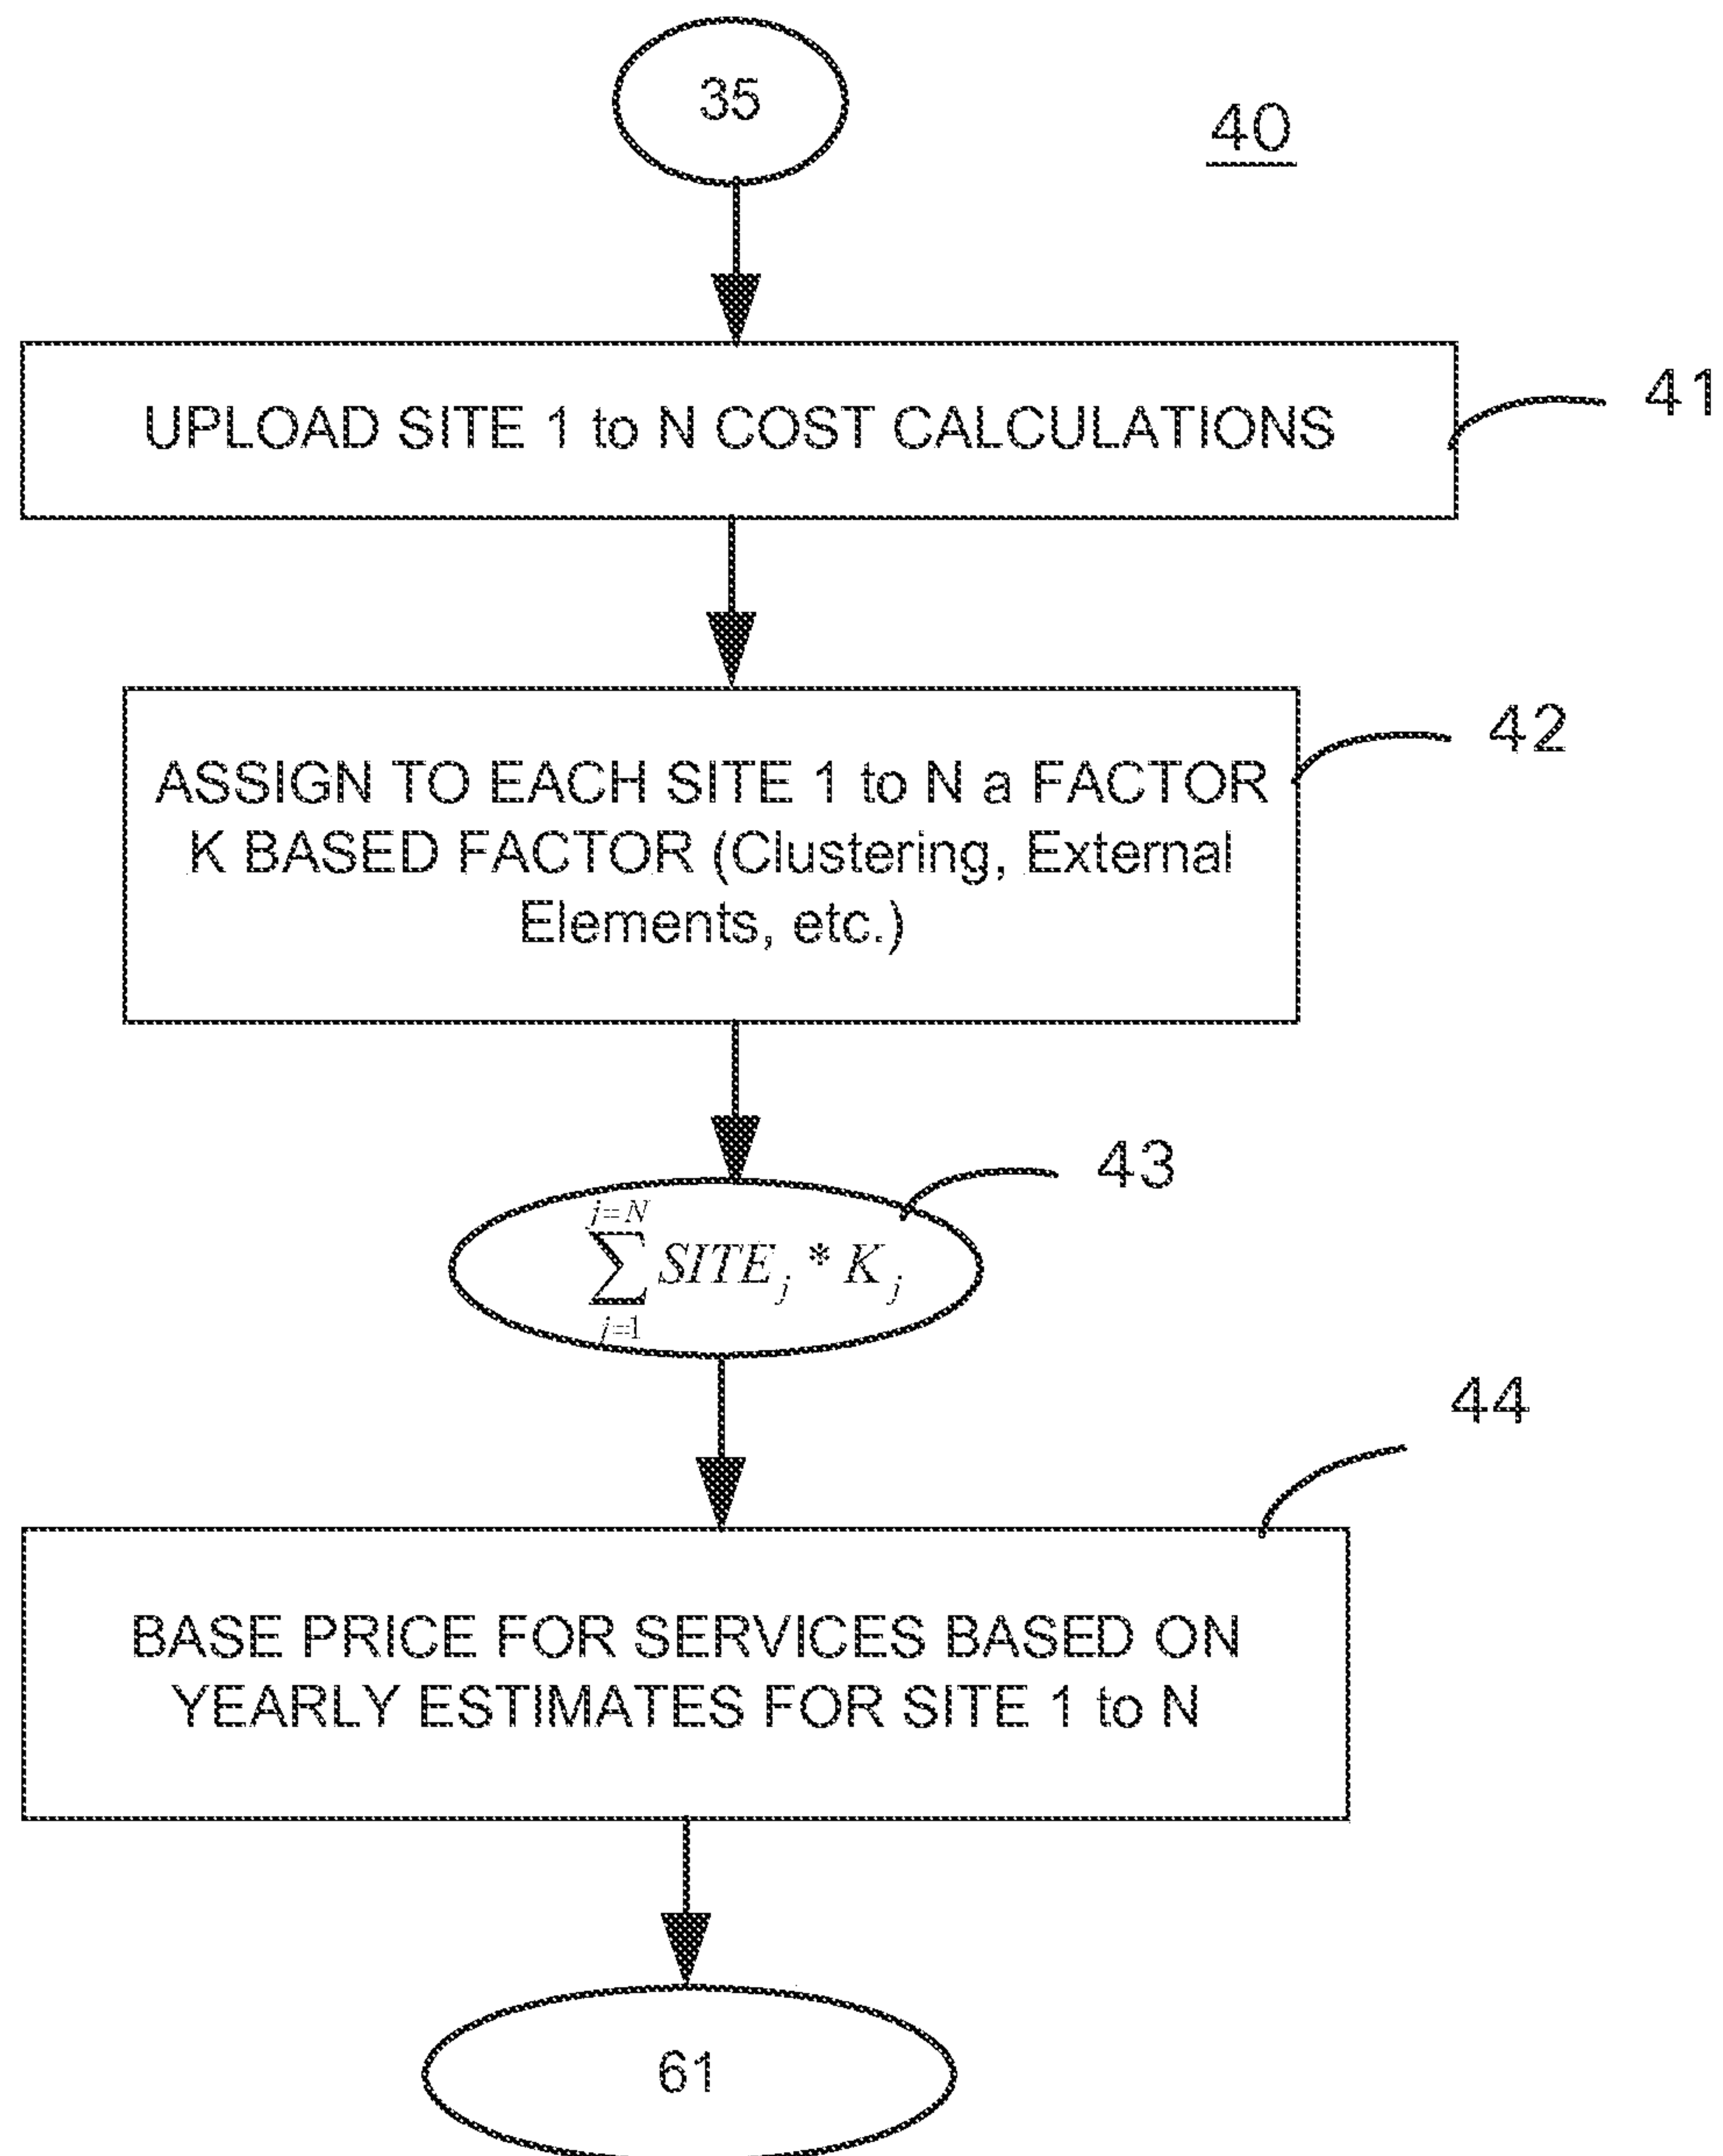 35
40
UPLOAD SITE 1 to N COST CALCULATIONS
41
ASSIGN TO EACH SITE 1 to N a FACTOR
K BASED FACTOR (Clustering, External
Elements, etc.)
42
43
j=N
∑ SITE_j * K_j
j=1
44
BASE PRICE FOR SERVICES BASED ON
YEARLY ESTIMATES FOR SITE 1 to N
61